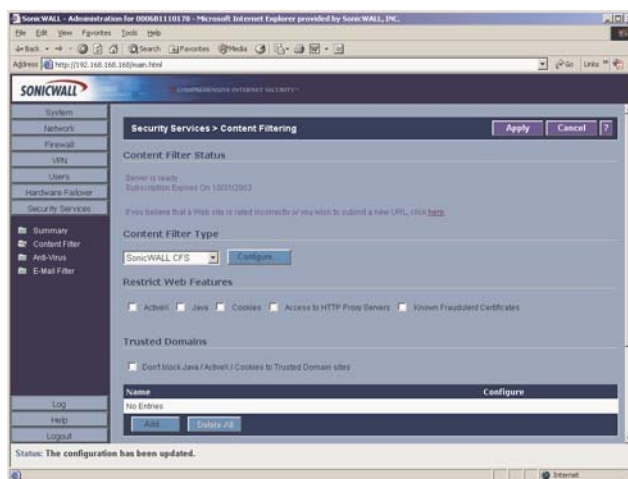 SonicWALL - Administration for 0006B1110170 - Microsoft Internet Explorer provided by SonicWALL, INC.
File Edit View Favorites Tools Help
Back Search Favorites Media
Address http://192.168.168.168/main.html Go Links
SONICWALL COMPREHENSIVE INTERNET SECURITY™
System
Network
Firewall
VPN
Users
Hardware Failover
Security Services
Summary
Content Filter
Anti-Virus
E-Mail Filter
Log
Help
Logout
Security Services > Content Filtering Apply Cancel ?
Content Filter Status
Server is ready
Subscription Expires On 10/31/2003
If you believe that a Web site is rated incorrectly or you wish to submit a new URL, click here.
Content Filter Type
SonicWALL CFS Configure...
Restrict Web Features
ActiveX Java Cookies Access to HTTP Proxy Servers Known Fraudulent Certificates
Trusted Domains
Don't block Java / ActiveX / Cookies to Trusted Domain sites
Name Configure
No Entries
Add... Delete All
Status: The configuration has been updated.
Internet